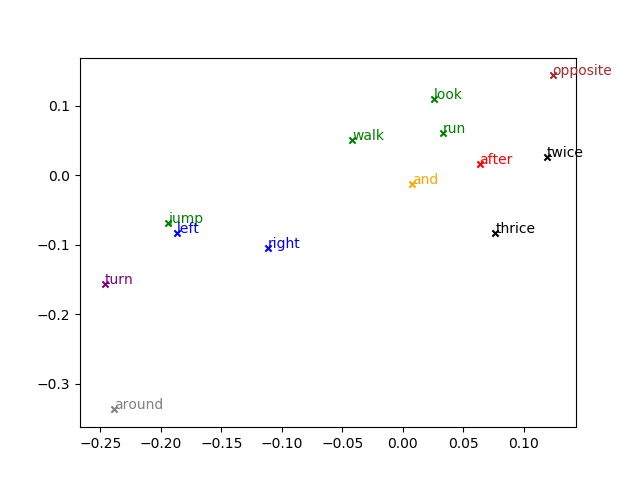 opposite
look
0.1
run
walk
twice
after
0.0
and
jump
left
thrice
−0.1
right
turn
−0.2
−0.3
around
−0.25
−0.20
−0.15
−0.10
−0.05
0.00
0.05
0.10